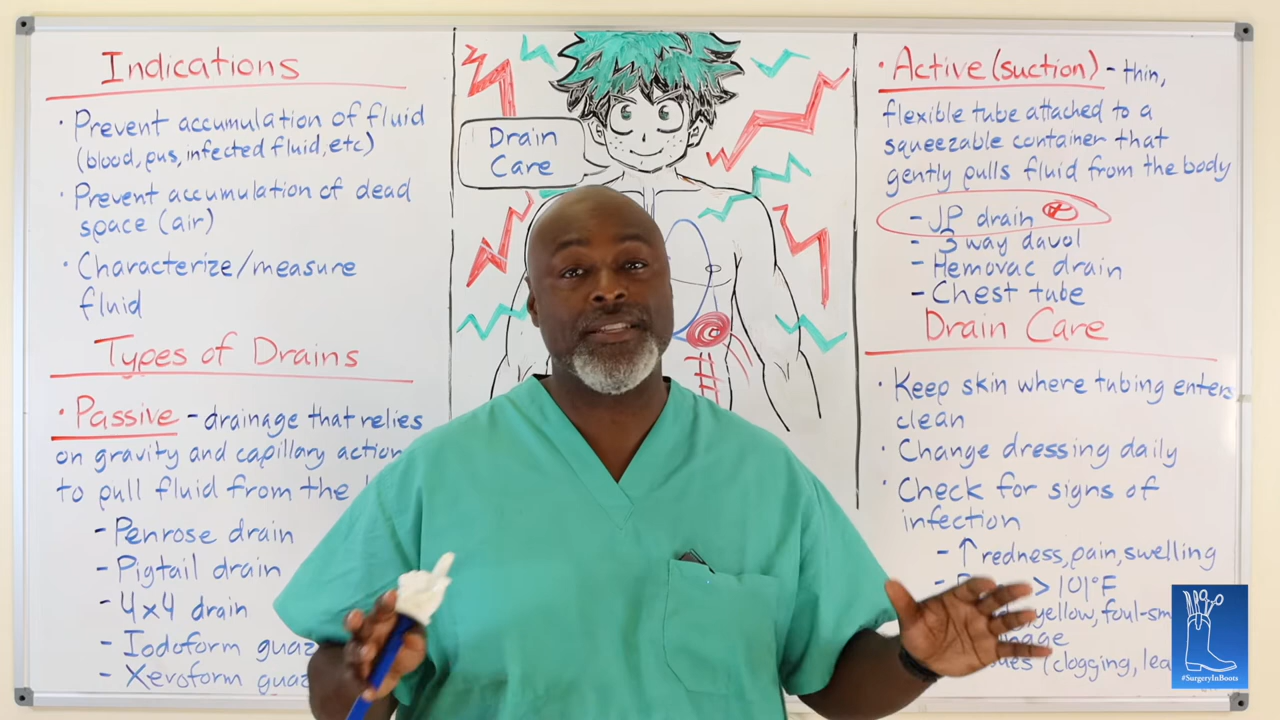 Indications
· Prevent accumulation of fluid
(blood, pus, infected fluid, etc)
· Prevent accumulation of dead
space (air)
· Characterize/measure
fluid
Types of Drains
· Passive - drainage that relies
on gravity and capillary action
to pull fluid from the
- Penrose drain
- Pigtail drain
- 4x4 drain
- Iodoform
- Xeroform
Drain
Care
· Active (suction) - thin,
flexible tube attached to a
squeezable container that
gently pulls fluid from the body
- JP drain
- 3 way davol
- Hemovac drain
- Chest tube
Drain Care
· Keep skin where tubing enters
clean
· Change dressing daily
· Check for signs of
infection
- ↑ redness, pain, swelling
> 101°F
yellow,
(clogging,
#SurgeryInBoots